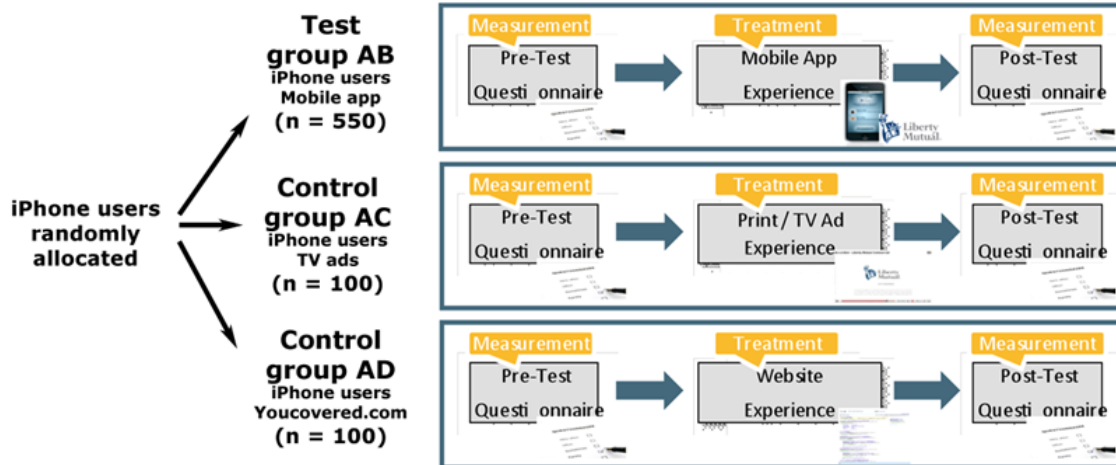 iPhone users
randomly
allocated
Test
group AB
iPhone users
Mobile app
(n = 550)
Measurement
Pre-Test
Questi onnaire
Treatment
Mobile App
Experience
Liberty
Mutual.
Measurement
Post-Test
Questi onnaire
Control
group AC
iPhone users
TV ads
(n = 100)
Measurement
Pre-Test
Questi onnaire
Treatment
Print / TV Ad
Experience
Liberty
Mutual
Measurement
Post-Test
Questi onnaire
Control
group AD
iPhone users
Youcovered.com
(n = 100)
Measurement
Pre-Test
Questi onnaire
Treatment
Website
Experience
Measurement
Post-Test
Questi onnaire